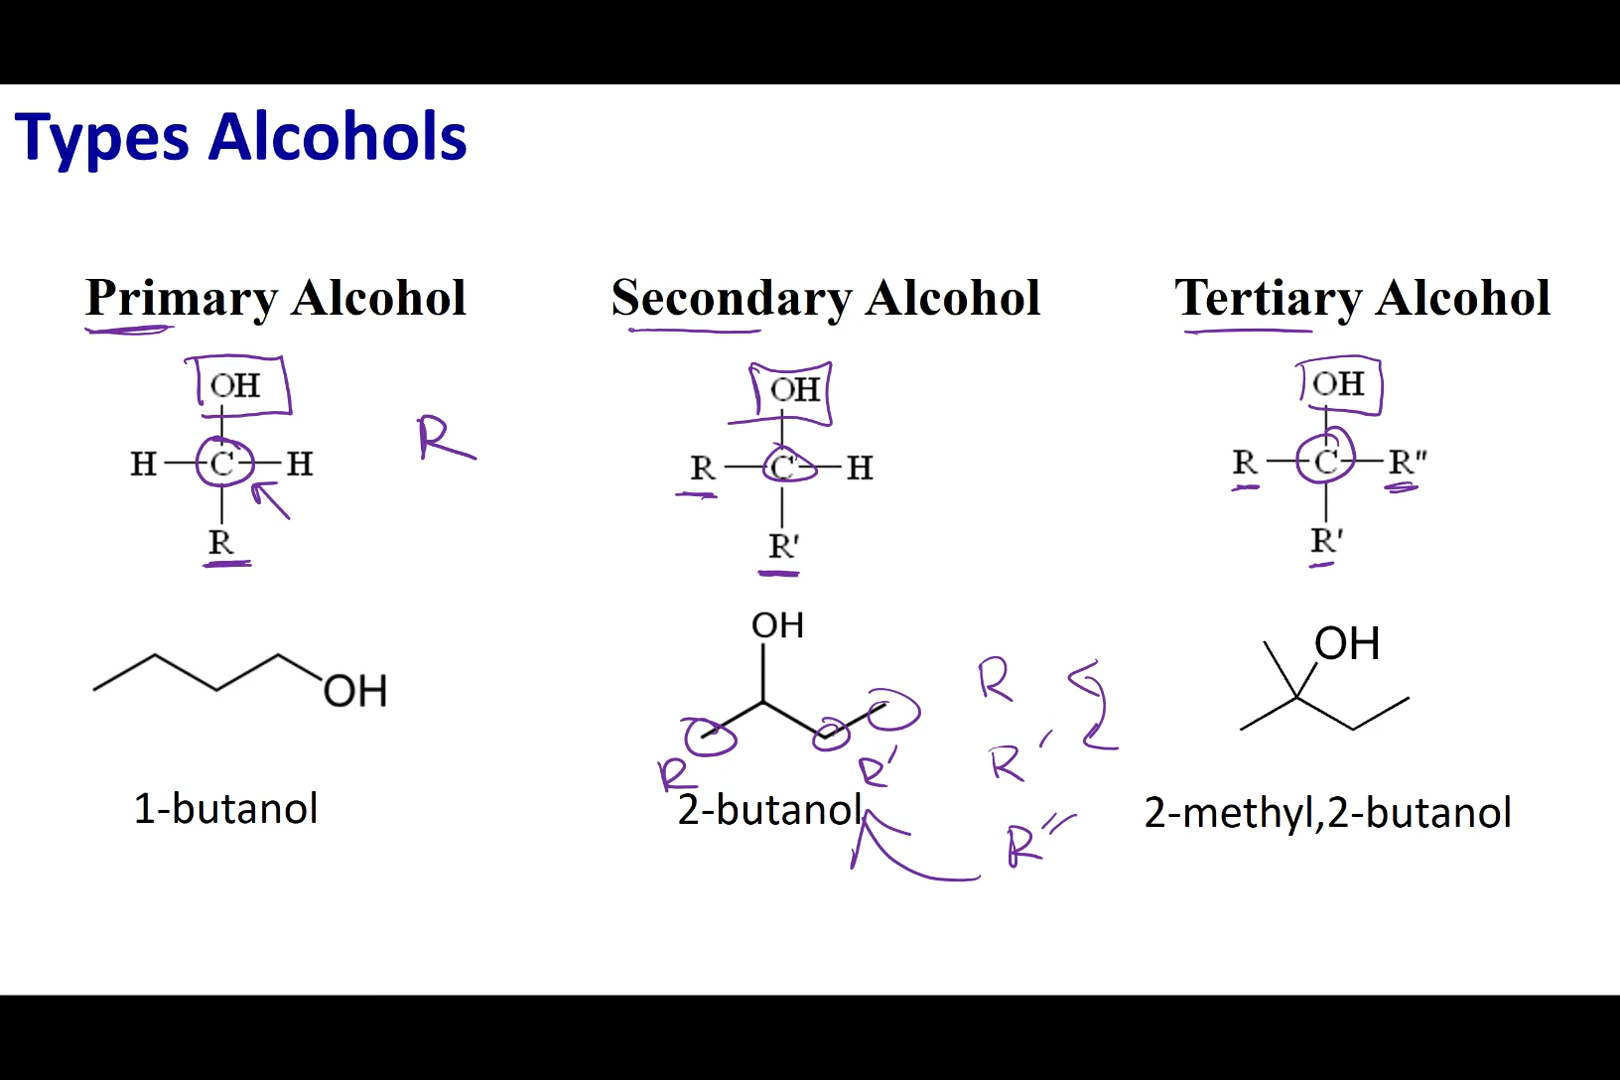 Types Alcohols
Primary Alcohol
OH
H C H
R
R
1-butanol
OH
Secondary Alcohol
OH
R C H
R'
OH
R
R'
2-butanol
R
R'
R"
Tertiary Alcohol
OH
R C R"
R'
OH
2-methyl,2-butanol